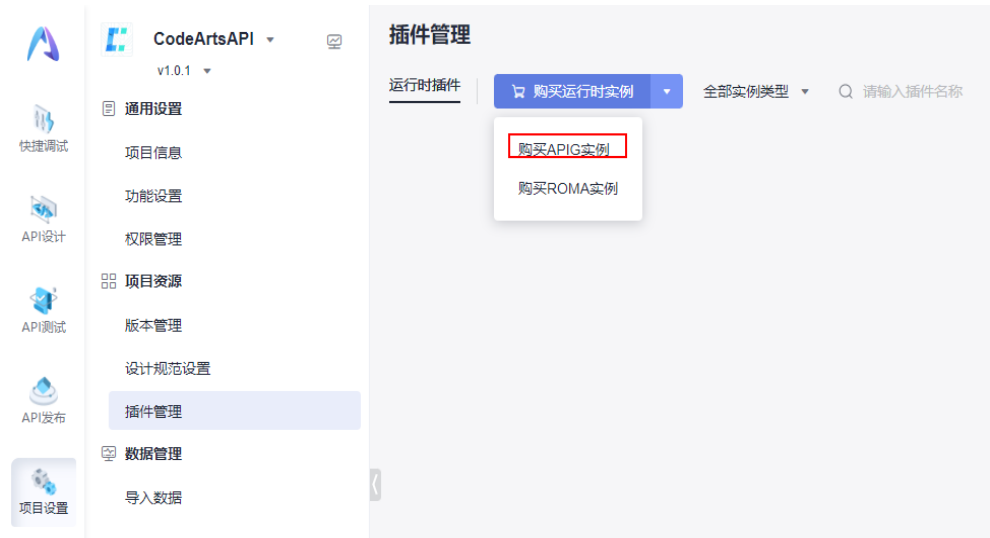 快捷调试
API设计
API测试
API发布
项目设置
CodeArtsAPI
v1.0.1
通用设置
项目信息
功能设置
权限管理
项目资源
版本管理
设计规范设置
插件管理
数据管理
导入数据
插件管理
运行时插件
购买运行时实例
全部实例类型
请输入插件名称
购买APIG实例
购买ROMA实例